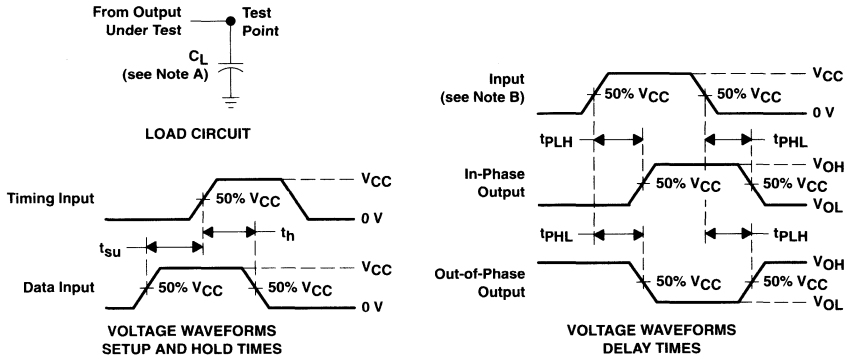 From Output
Under Test
Test
Point
CL
(see Note A)
LOAD CIRCUIT
Timing Input
50% VCC
VCC
0 V
tsu
th
Data Input
50% VCC
50% VCC
VCC
0 V
VOLTAGE WAVEFORMS
SETUP AND HOLD TIMES
Input
(see Note B)
50% VCC
50% VCC
VCC
0 V
tPLH
tPHL
In-Phase
Output
50% VCC
50% VCC
VOH
VOL
tPHL
tPLH
Out-of-Phase
Output
50% VCC
50% VCC
VOH
VOL
VOLTAGE WAVEFORMS
DELAY TIMES